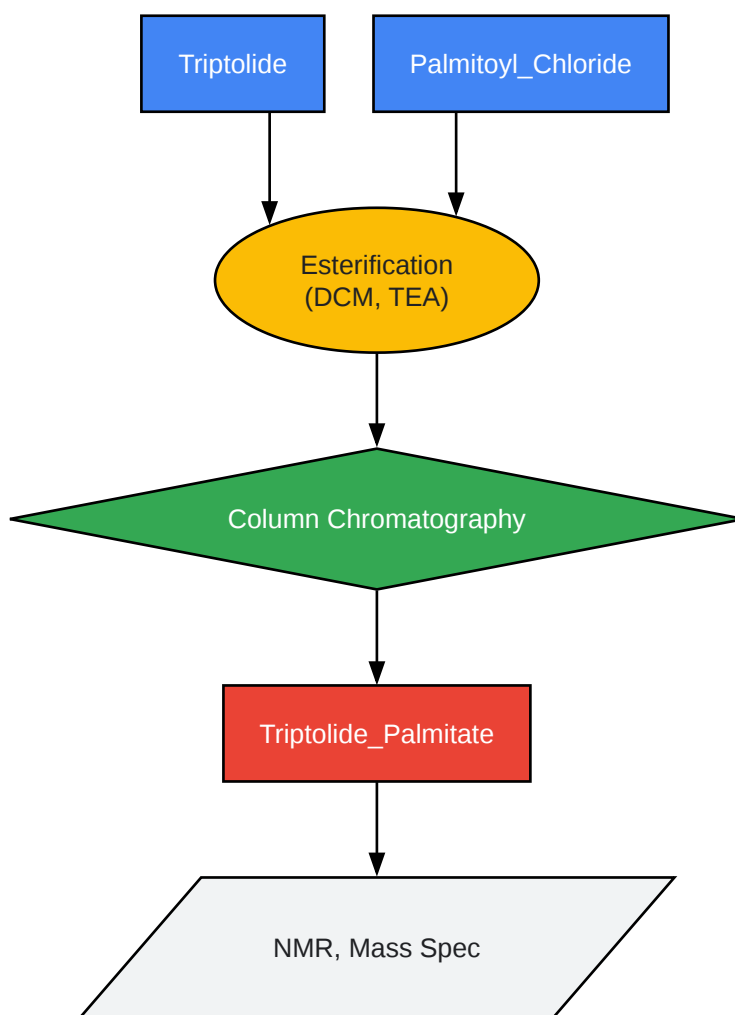 Triptolide
Palmitoyl_Chloride
Esterification
(DCM, TEA)
Column Chromatography
Triptolide_Palmitate
NMR, Mass Spec